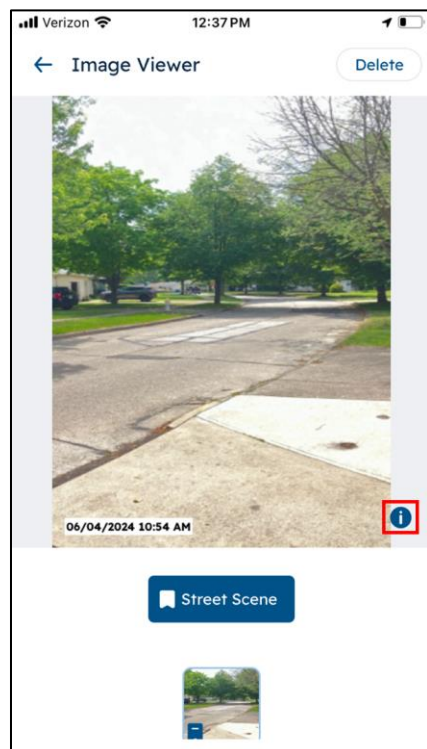 Verizon 12:37 PM
← Image Viewer Delete
06/04/2024 10:54 AM
i
Street Scene